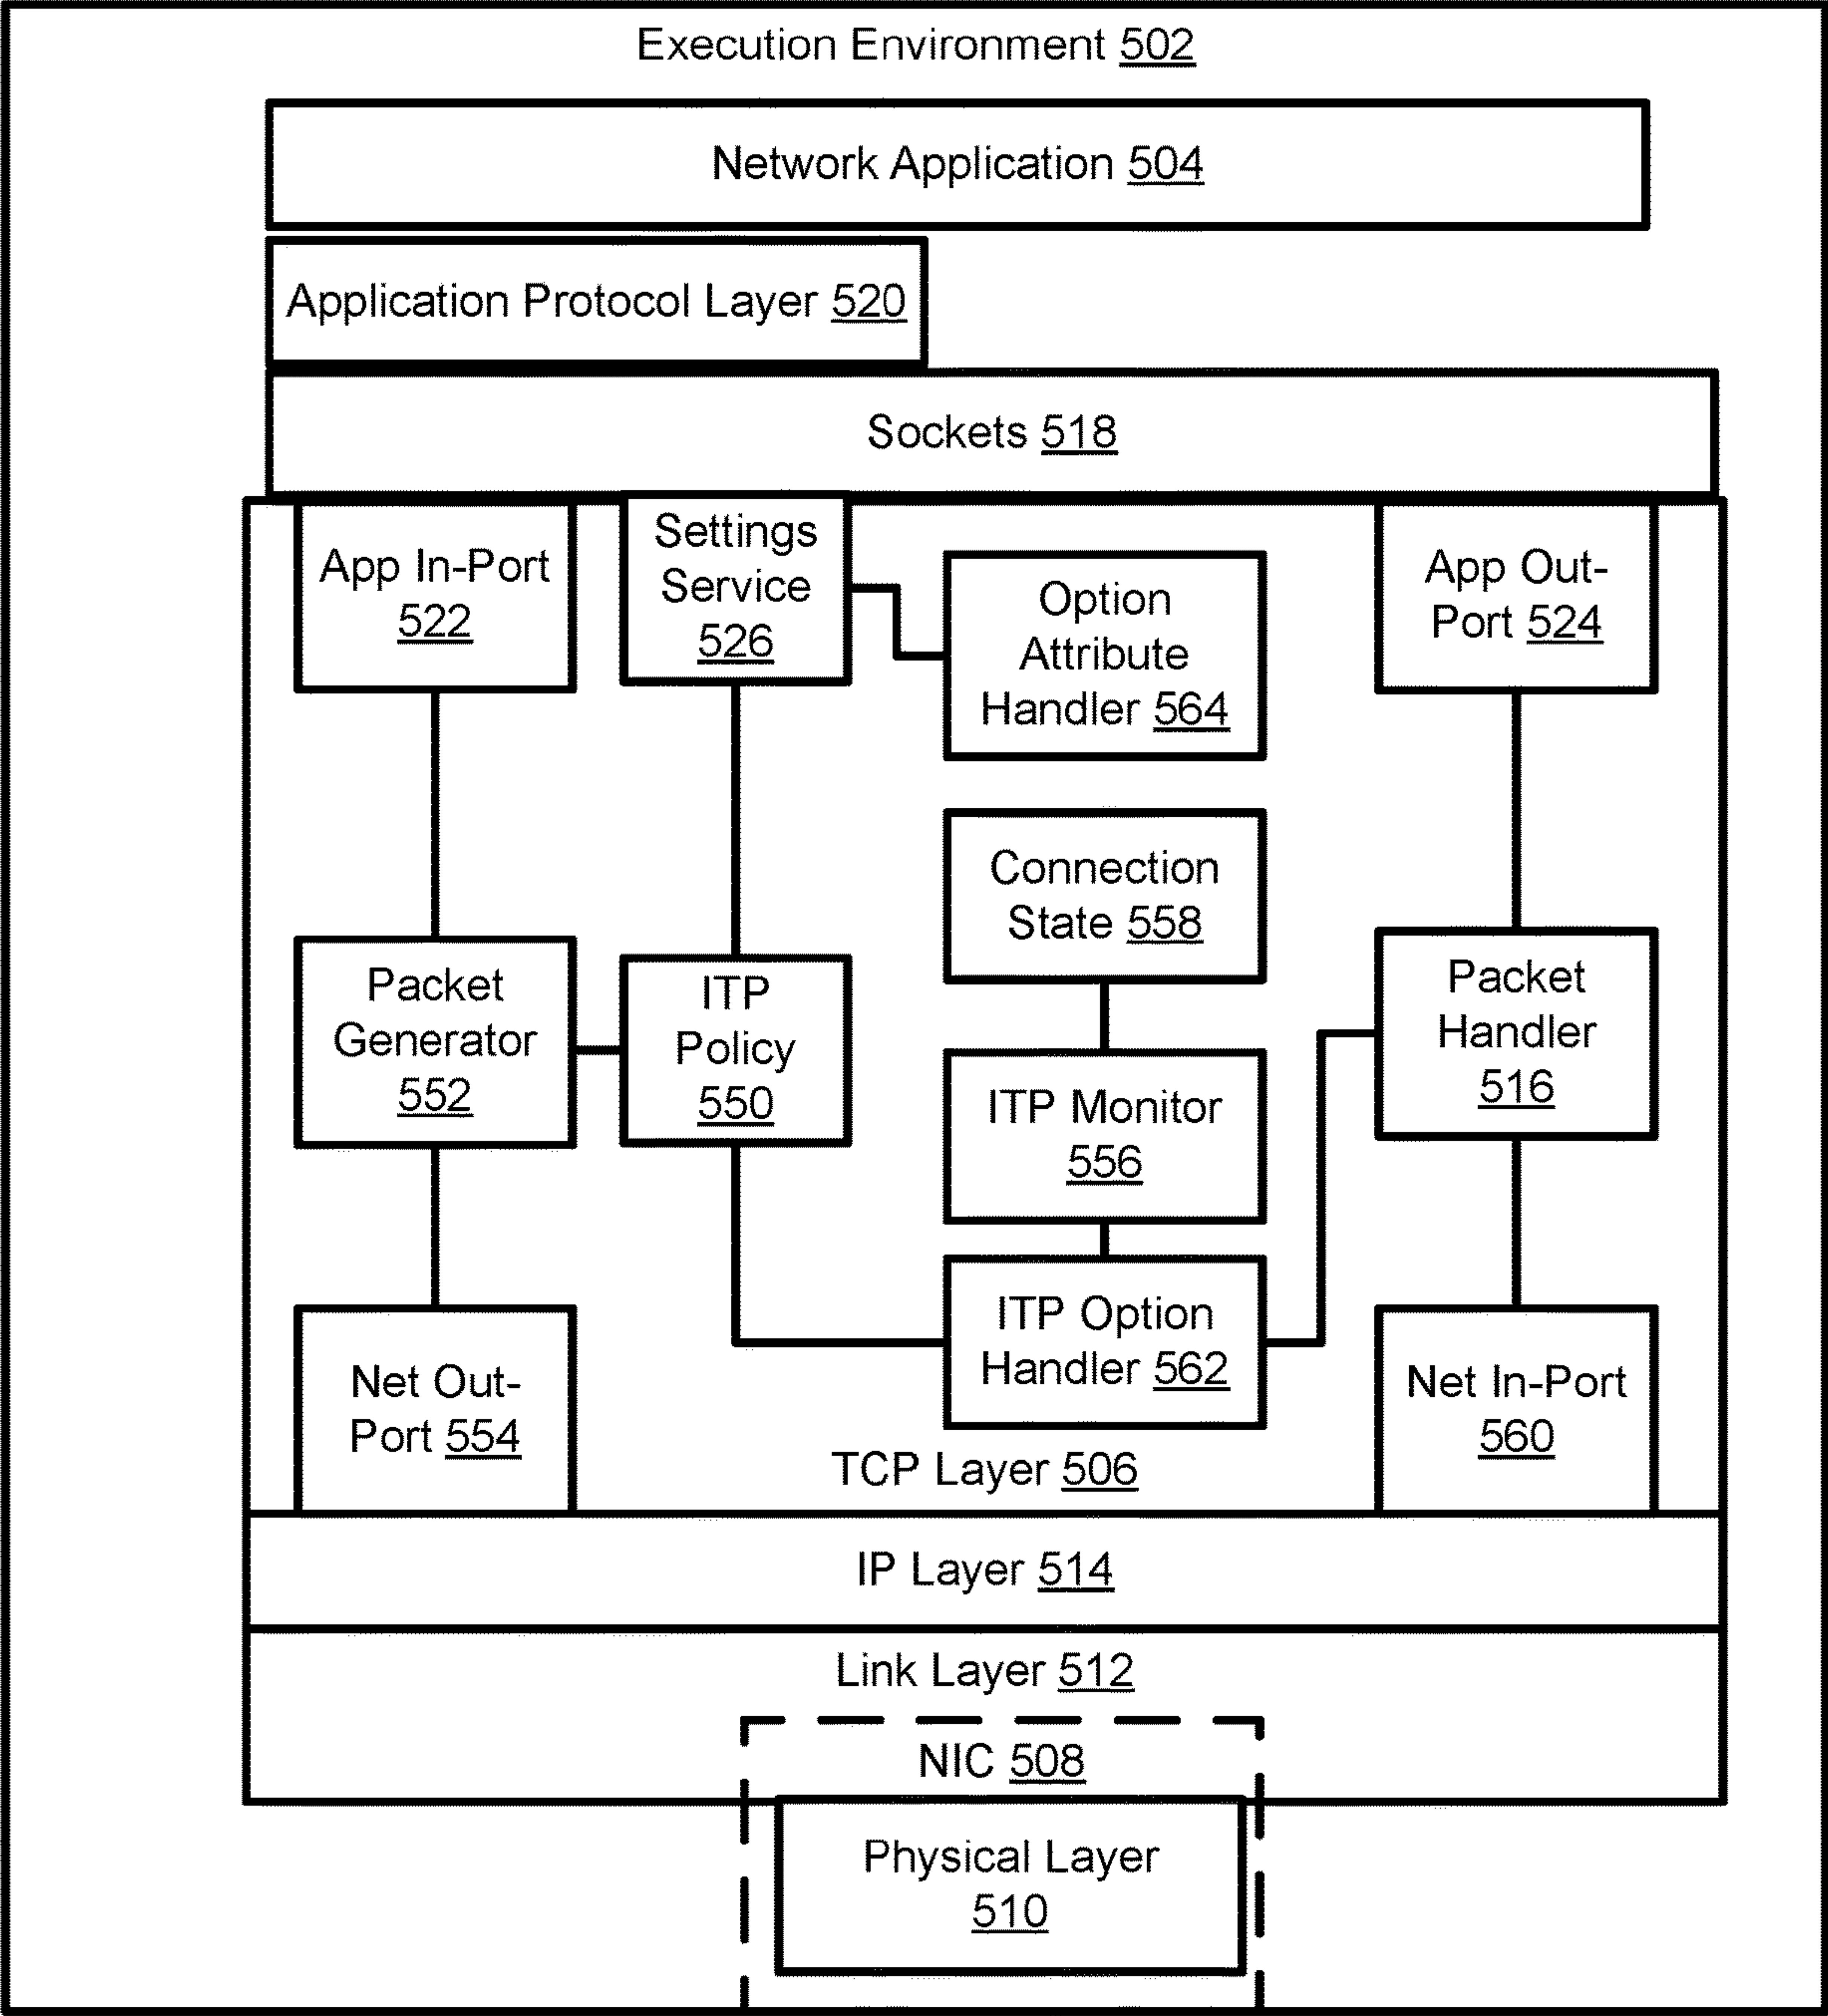 Execution Environment 502
Network Application 504
Application Protocol Layer 520
Sockets 518
App In-Port
522
Settings
Service
526
Option
Attribute
Handler 564
App Out-
Port 524
Connection
State 558
Packet
Generator
552
ITP
Policy
550
ITP Monitor
556
Packet
Handler
516
ITP Option
Handler 562
Net Out-
Port 554
Net In-Port
560
TCP Layer 506
IP Layer 514
Link Layer 512
NIC 508
Physical Layer
510